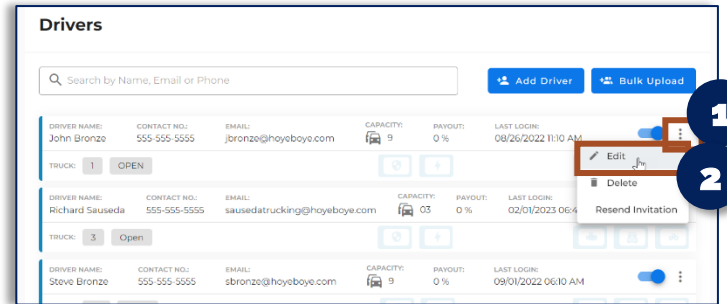 Drivers
Search by Name, Email or Phone
Add Driver
Bulk Upload
DRIVER NAME: CONTACT NO.: EMAIL: CAPACITY: PAYOUT: LAST LOGIN:
John Bronze 555-555-5555 jbronze@hoyeboye.com 9 0 % 08/26/2022 11:10 AM
1
TRUCK: 1 OPEN
Edit
2
Delete
Resend Invitation
DRIVER NAME: CONTACT NO.: EMAIL: CAPACITY: PAYOUT: LAST LOGIN:
Richard Sauseda 555-555-5555 sausedatrucking@hoyeboye.com 03 0 % 02/01/2023 06:4
TRUCK: 3 Open
DRIVER NAME: CONTACT NO.: EMAIL: CAPACITY: PAYOUT: LAST LOGIN:
Steve Bronze 555-555-5555 sbronze@hoyeboye.com 9 0 % 09/01/2022 06:10 AM